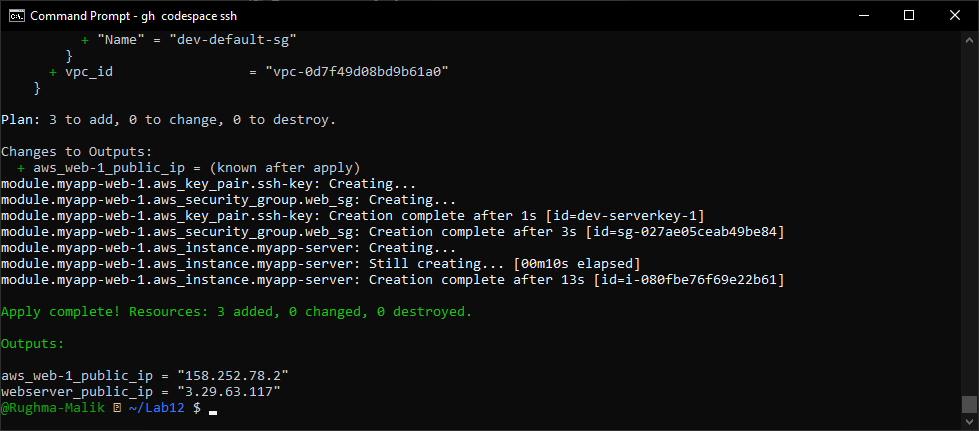 Command Prompt - gh  codespace ssh
          + "Name" = "dev-default-sg"
        }
      + vpc_id                 = "vpc-0d7f49d08bd9b61a0"
    }
Plan: 3 to add, 0 to change, 0 to destroy.
Changes to Outputs:
  + aws_web-1_public_ip = (known after apply)
module.myapp-web-1.aws_key_pair.ssh-key: Creating...
module.myapp-web-1.aws_security_group.web_sg: Creating...
module.myapp-web-1.aws_key_pair.ssh-key: Creation complete after 1s [id=dev-serverkey-1]
module.myapp-web-1.aws_security_group.web_sg: Creation complete after 3s [id=sg-027ae05ceab49be84]
module.myapp-web-1.aws_instance.myapp-server: Creating...
module.myapp-web-1.aws_instance.myapp-server: Still creating... [00m10s elapsed]
module.myapp-web-1.aws_instance.myapp-server: Creation complete after 13s [id=i-080fbe76f69e22b61]
Apply complete! Resources: 3 added, 0 changed, 0 destroyed.
Outputs:
aws_web-1_public_ip = "158.252.78.2"
webserver_public_ip = "3.29.63.117"
@Rughma-Malik ~/Lab12 $